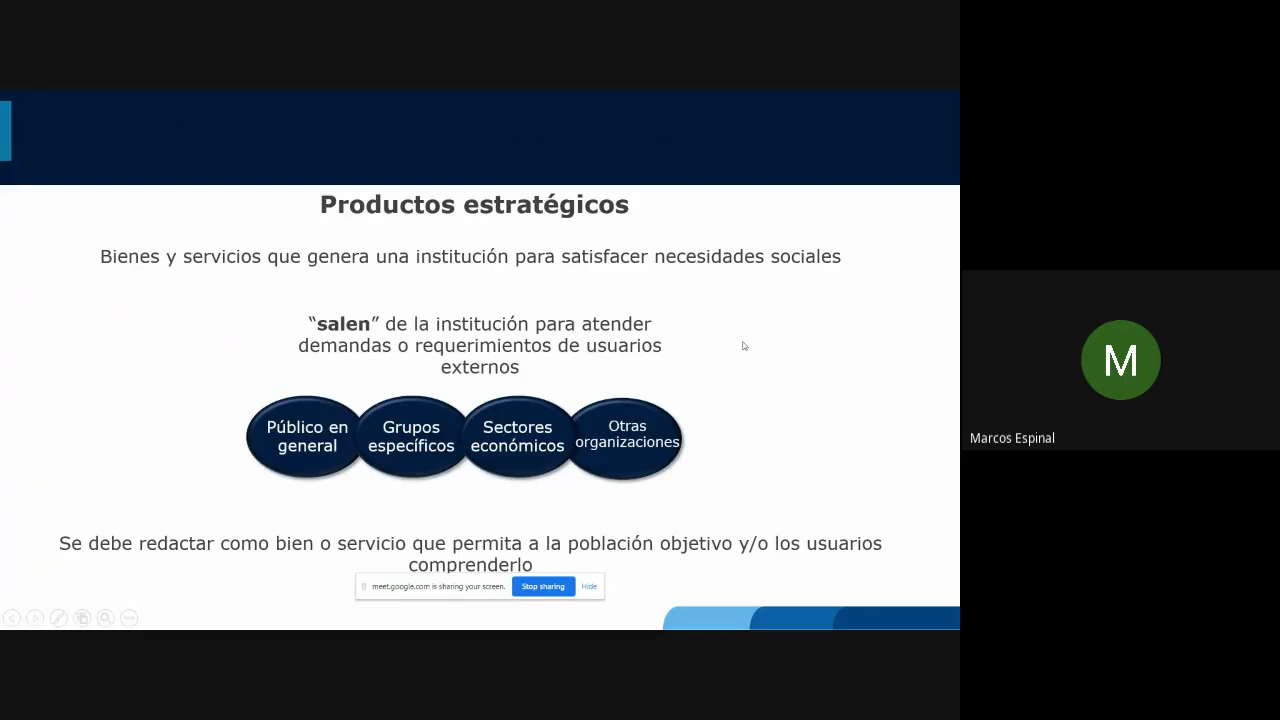 Productos estratégicos
Bienes y servicios que genera una institución para satisfacer necesidades sociales
“salen” de la institución para atender
demandas o requerimientos de usuarios
externos
Público en
general
Grupos
específicos
Sectores
económicos
Otras
organizaciones
Se debe redactar como bien o servicio que permita a la población objetivo y/o los usuarios
comprenderlo
meet.google.com is sharing your screen. Stop sharing Hide
M
Marcos Espinal